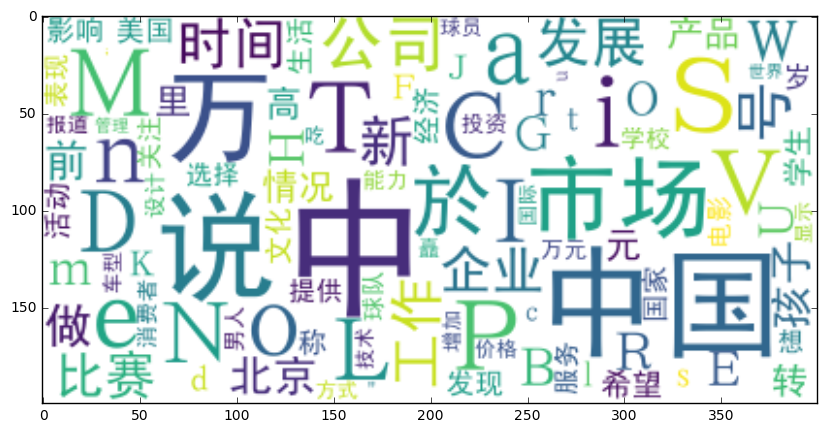 0
50
100
150
0
50
100
150
200
250
300
350
影响
美国
时间
生活
公司
球员
J
a
发展
产品
W
世界
岁
表现
M
里
万
高
T
F
经济
C
投资
G
r
t
i
O
学校
S
号
报道
管理
关注
H
吃
新
前
n
选择
情况
能力
於
I
国际
市场
V
学生
活动
D
设计
说
文化
中
万元
元
电影
U
显示
m
车型
K
提供
球队
企业
中国
国家
孩子
做
e
消费者
N
男人
O
称
L
技术
工作
增加
P
价格
c
B
服务
R
E
想
比赛
d
北京
方式
发现
l
希望
s
转